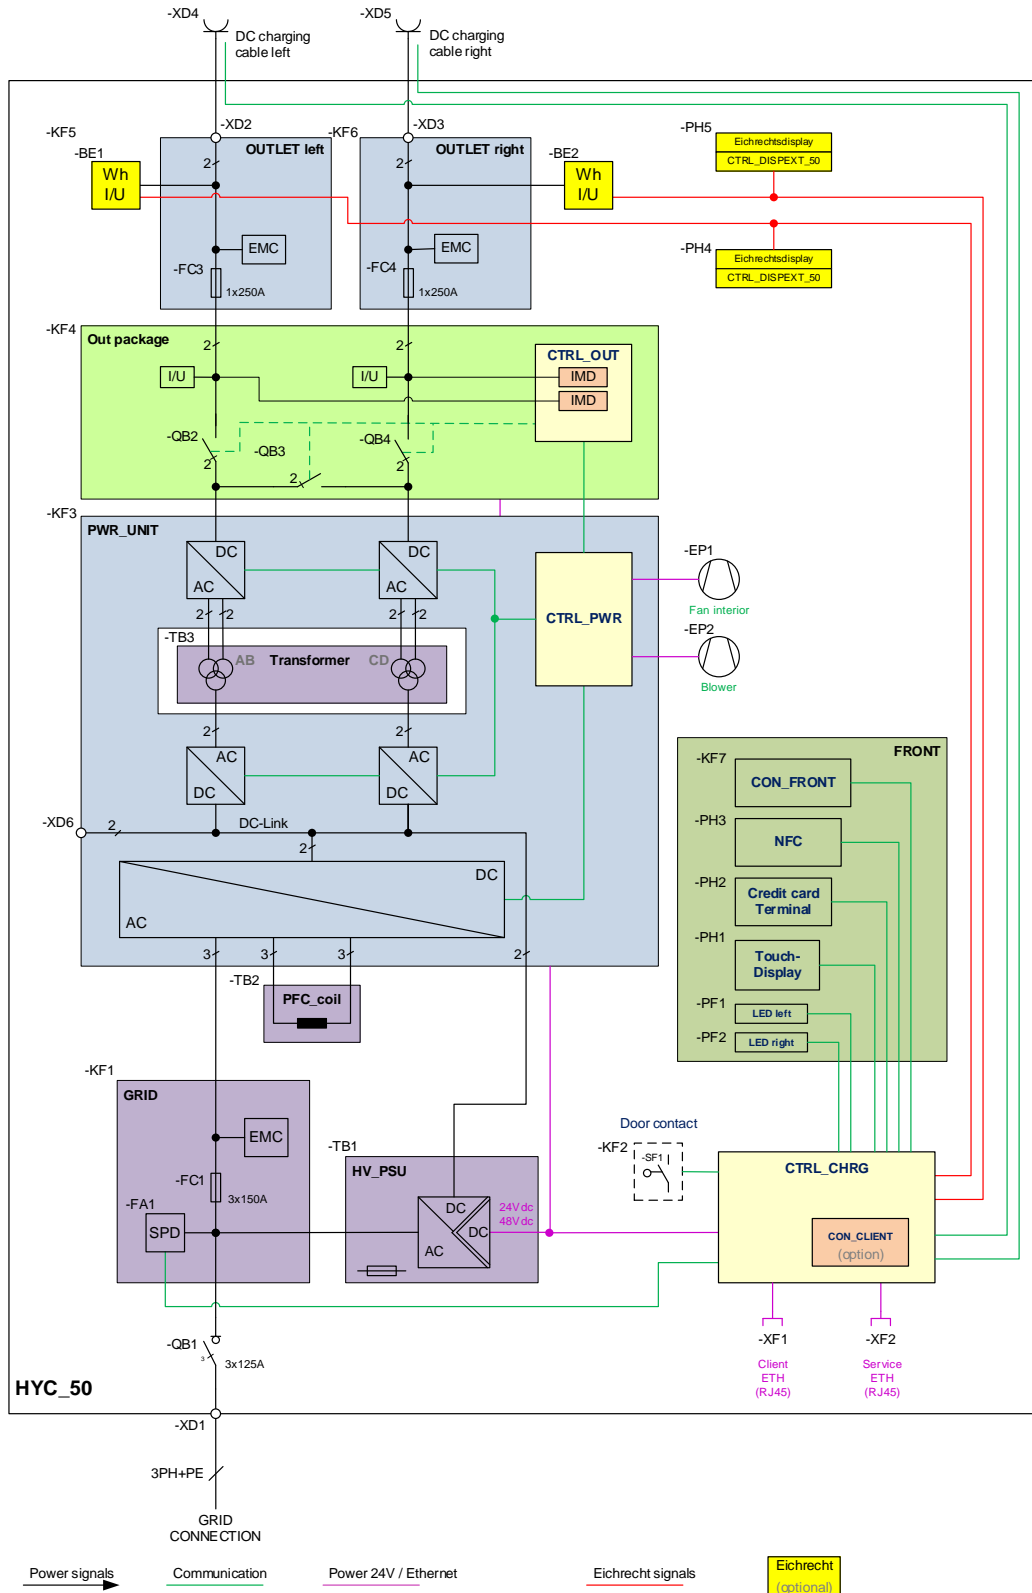 -XD4
-XD5
DC charging
cable left
DC charging
cable right
-KF5
-XD2
-KF6
-XD3
-PH5
-BE1
OUTLET left
OUTLET right
-BE2
Eichrechtsdisplay
CTRL_DISPEXT_50
Wh
I/U
2
2
Wh
I/U
EMC
EMC
-PH4
Eichrechtsdisplay
CTRL_DISPEXT_50
-FC3
1x250A
-FC4
1x250A
-KF4
Out package
2
2
CTRL_OUT
I/U
I/U
IMD
IMD
-QB2
2
-QB3
2
-QB4
2
-KF3
PWR_UNIT
DC
AC
DC
AC
-EP1
Fan interior
2
2
2
2
CTRL_PWR
-TB3
AB
Transformer
CD
-EP2
Blower
2
2
AC
DC
AC
DC
FRONT
-KF7
CON_FRONT
-XD6
2
DC-Link
2
-PH3
NFC
DC
AC
-PH2
Credit card
Terminal
3
3
3
2
-PH1
Touch-
Display
-TB2
PFC_coil
-PF1
LED left
-PF2
LED right
-KF1
GRID
EMC
Door contact
-KF2
-SF1
-TB1
HV_PSU
CTRL_CHRG
-FC1
3x150A
-FA1
SPD
DC
AC
DC
24Vdc
48Vdc
CON_CLIENT
(option)
-QB1
3
3x125A
-XF1
-XF2
Client
ETH
(RJ45)
Service
ETH
(RJ45)
HYC_50
-XD1
3PH+PE
GRID
CONNECTION
Power signals
Communication
Power 24V / Ethernet
Eichrecht signals
Eichrecht
(optional)